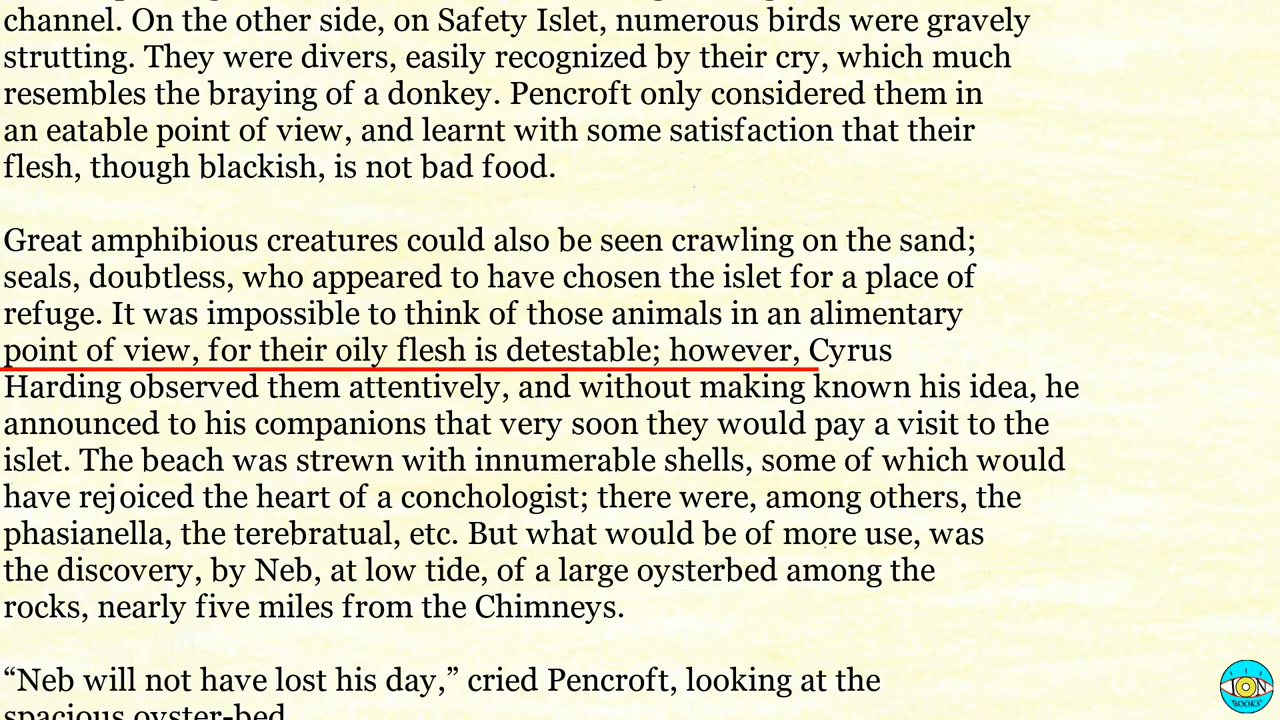 channel. On the other side, on Safety Islet, numerous birds were gravely
strutting. They were divers, easily recognized by their cry, which much
resembles the braying of a donkey. Pencroft only considered them in
an eatable point of view, and learnt with some satisfaction that their
flesh, though blackish, is not bad food.
Great amphibious creatures could also be seen crawling on the sand;
seals, doubtless, who appeared to have chosen the islet for a place of
refuge. It was impossible to think of those animals in an alimentary
point of view, for their oily flesh is detestable; however, Cyrus
Harding observed them attentively, and without making known his idea, he
announced to his companions that very soon they would pay a visit to the
islet. The beach was strewn with innumerable shells, some of which would
have rejoiced the heart of a conchologist; there were, among others, the
phasianella, the terebratual, etc. But what would be of more use, was
the discovery, by Neb, at low tide, of a large oysterbed among the
rocks, nearly five miles from the Chimneys.
“Neb will not have lost his day,” cried Pencroft, looking at the
spacious oyster-bed.
ION
BOOKS